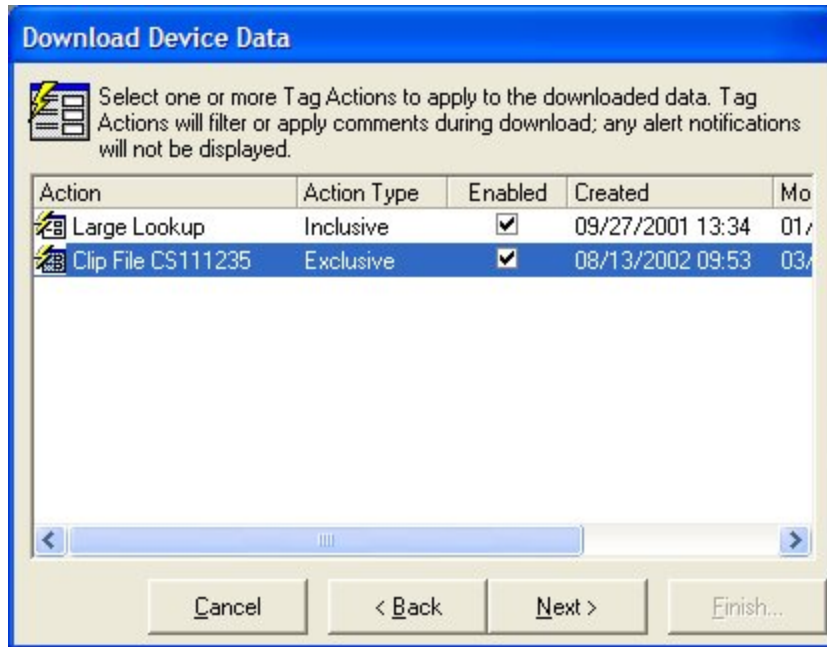 Download Device Data
Select one or more Tag Actions to apply to the downloaded data. Tag
Actions will filter or apply comments during download; any alert notifications
will not be displayed.
Action Action Type Enabled Created Mo
Large Lookup Inclusive 09/27/2001 13:34 01/
Clip File CS111235 Exclusive 08/13/2002 09:53 03/
Cancel < Back Next > Finish...